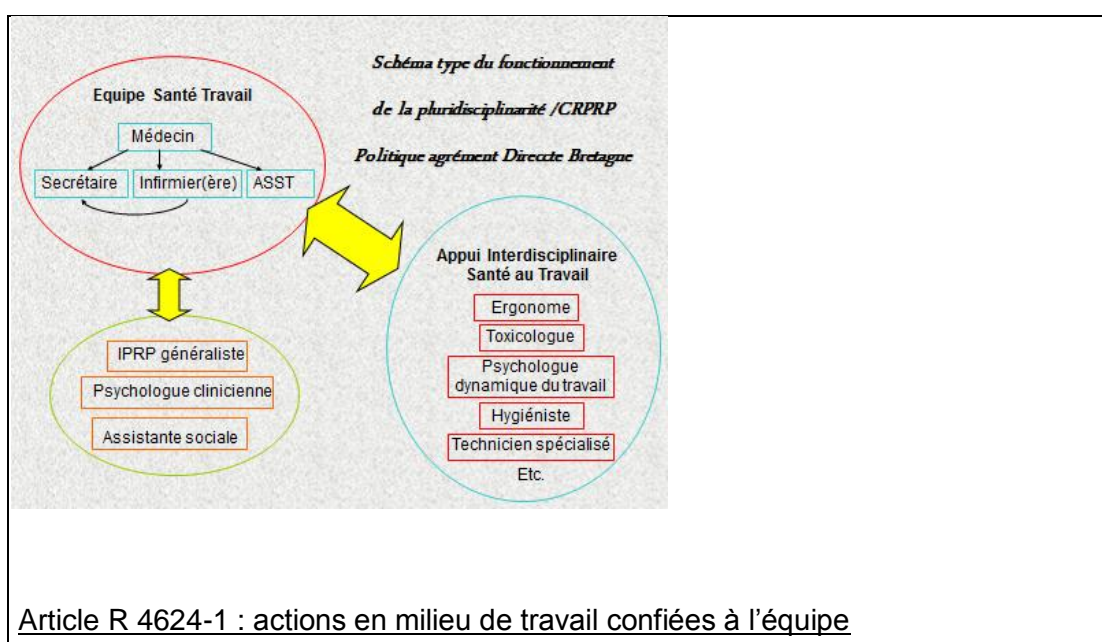 Schéma type du fonctionnement
de la pluridisciplinarité /CRPRP
Politique agrément Direccte Bretagne
Equipe Santé Travail
Médecin
Secrétaire
Infirmier(ère)
ASST
Appui Interdisciplinaire
Santé au Travail
Ergonome
Toxicologue
Psychologue
dynamique du travail
Hygiéniste
Technicien spécialisé
Etc.
IPRP généraliste
Psychologue clinicienne
Assistante sociale
Article R 4624-1 : actions en milieu de travail confiées à l’équipe